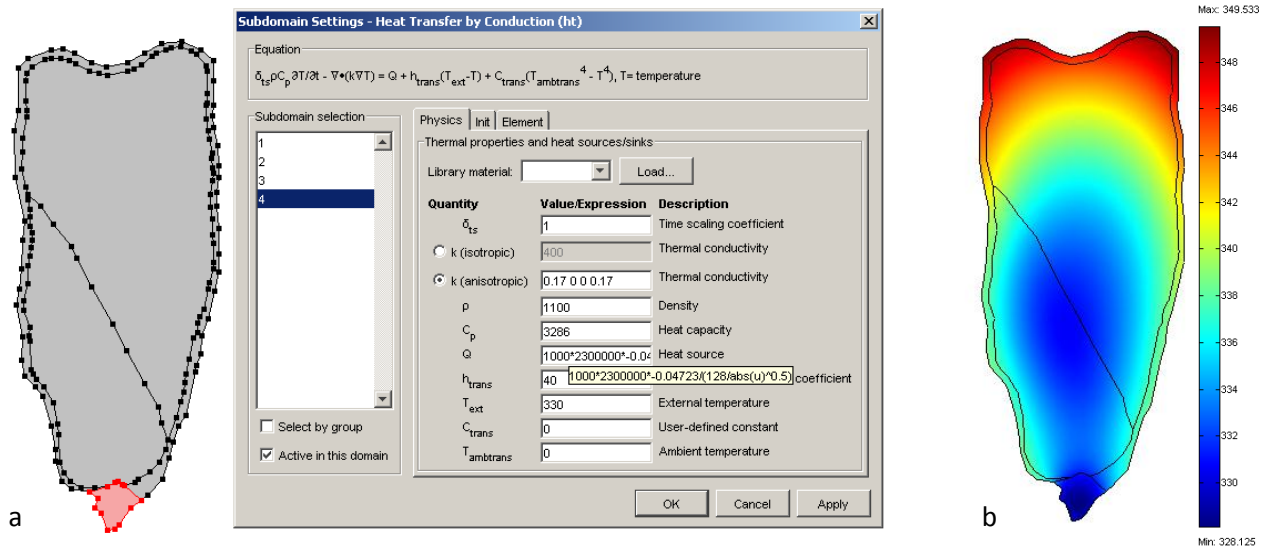 Subdomain Settings - Heat Transfer by Conduction (ht)
Equation
δtsρCp∂T/∂t - ∇•(k∇T) = Q + htrans(Text-T) + Ctrans(Tambtrans^4 - T^4), T= temperature
Subdomain selection
1
2
3
4
Select by group
Active in this domain
Physics Init Element
Thermal properties and heat sources/sinks
Library material: Load...
Quantity Value/Expression Description
δts 1 Time scaling coefficient
k (isotropic) 400 Thermal conductivity
k (anisotropic) 0.17 0 0 0.17 Thermal conductivity
ρ 1100 Density
Cp 3286 Heat capacity
Q 1000*2300000*-0.04 Heat source
htrans 40 1000*2300000*-0.04723/(128/abs(u)^0.5) coefficient
Text 330 External temperature
Ctrans 0 User-defined constant
Tambtrans 0 Ambient temperature
OK Cancel Apply
a
b
Max: 349.533
348
346
344
342
340
338
336
334
332
330
Min: 328.125